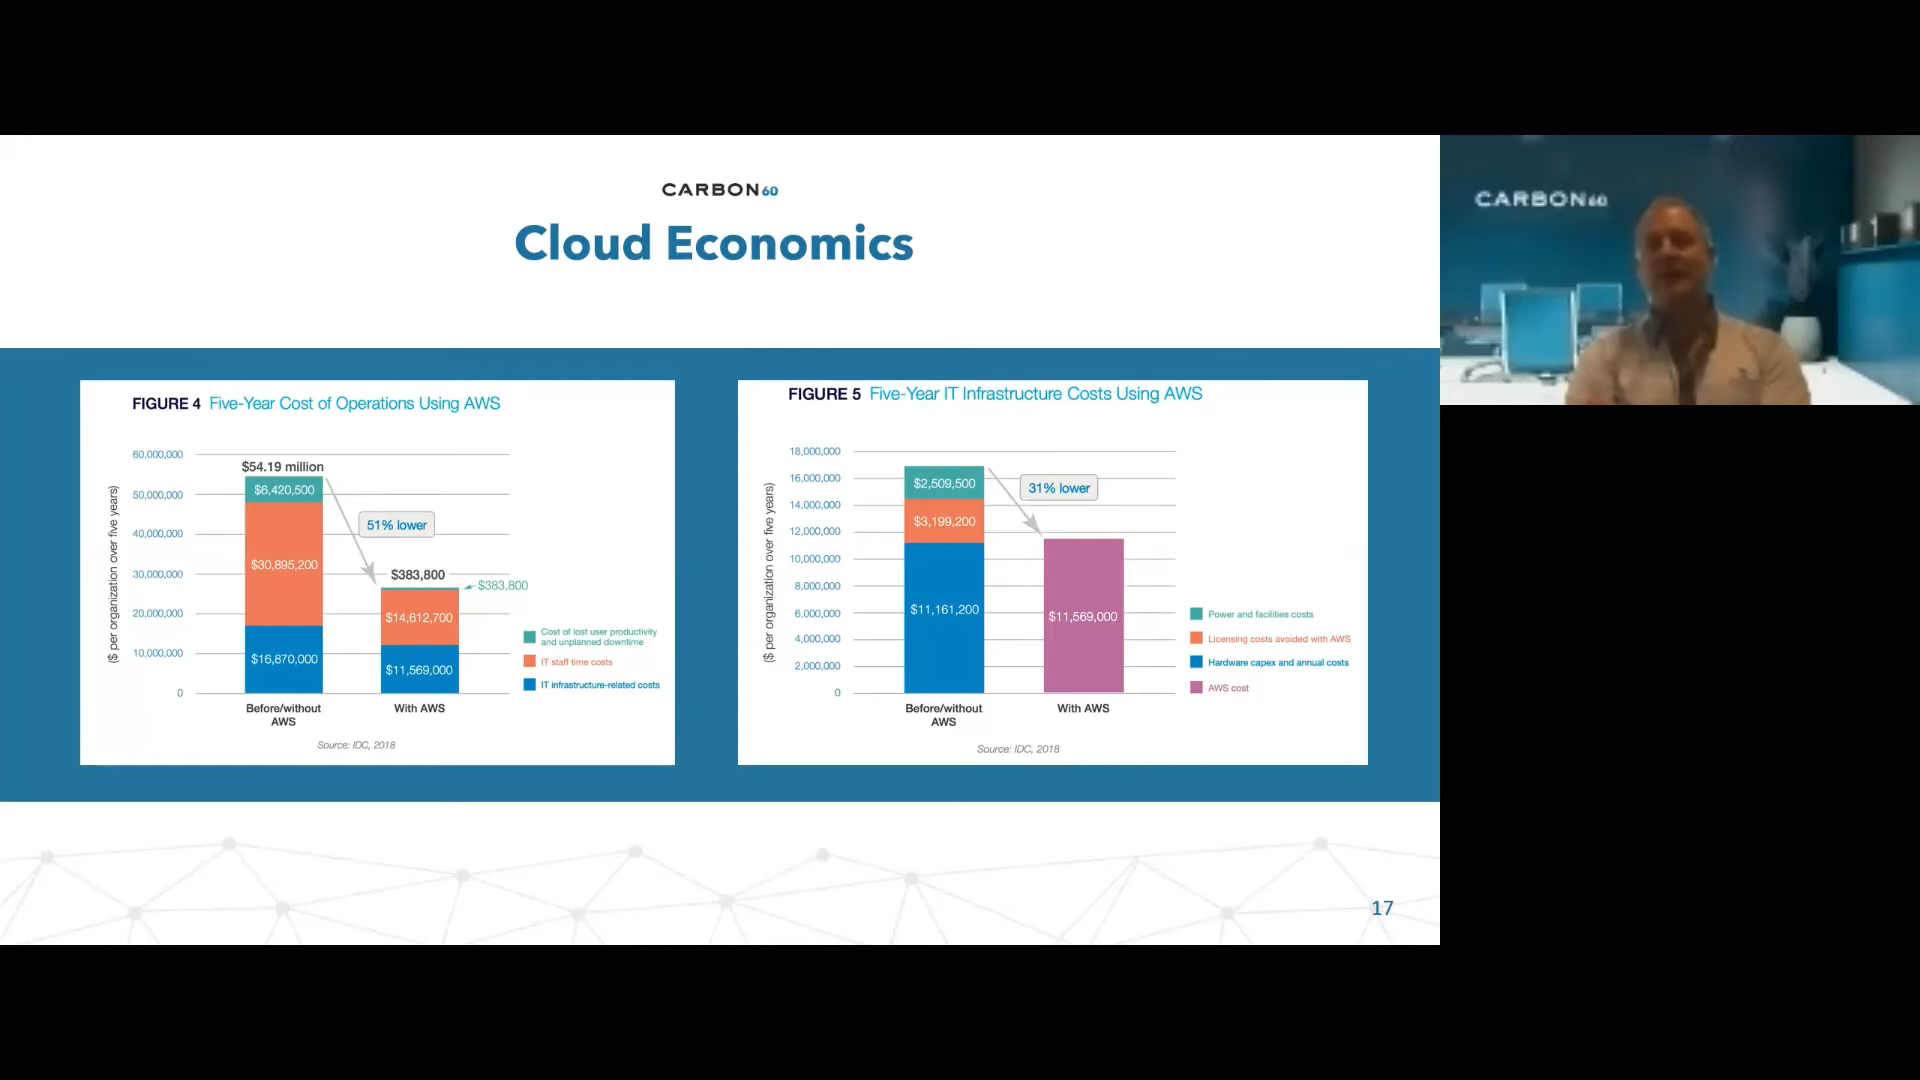 CARBON60
Cloud Economics
FIGURE 4 Five-Year Cost of Operations Using AWS
($ per organization over five years)
60,000,000
50,000,000
40,000,000
30,000,000
20,000,000
10,000,000
0
$54.19 million
$6,420,500
$30,895,200
$16,870,000
51% lower
$383,800
$383,800
$14,612,700
$11,569,000
Before/without
AWS
With AWS
Cost of lost user productivity
and unplanned downtime
IT staff time costs
IT infrastructure-related costs
Source: IDC, 2018
FIGURE 5 Five-Year IT Infrastructure Costs Using AWS
($ per organization over five years)
18,000,000
16,000,000
14,000,000
12,000,000
10,000,000
8,000,000
6,000,000
4,000,000
2,000,000
0
$2,509,500
$3,199,200
$11,161,200
31% lower
$11,569,000
Before/without
AWS
With AWS
Power and facilities costs
Licensing costs avoided with AWS
Hardware capex and annual costs
AWS cost
Source: IDC, 2018
17
CARBON60